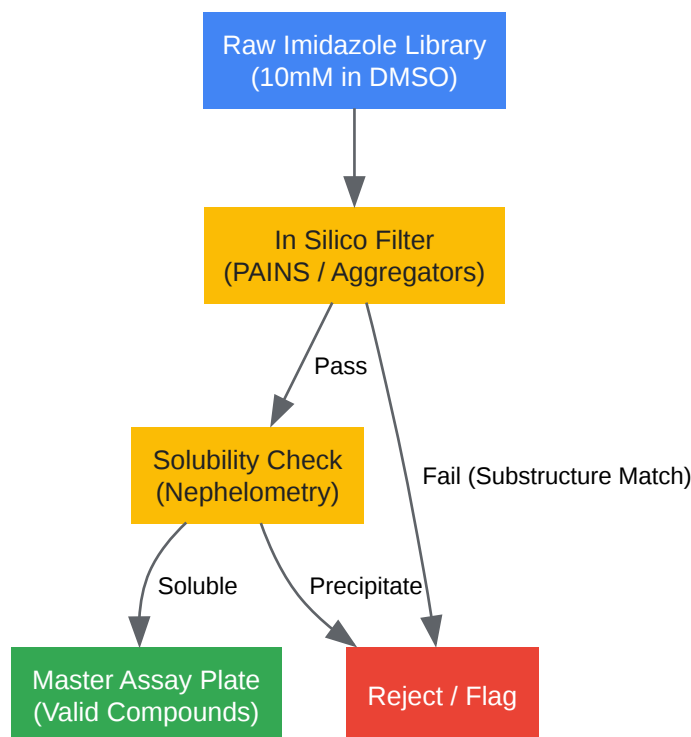 Raw Imidazole Library
(10mM in DMSO)
In Silico Filter
(PAINS / Aggregators)
Pass
Solubility Check
(Nephelometry)
Fail (Substructure Match)
Soluble
Precipitate
Master Assay Plate
(Valid Compounds)
Reject / Flag